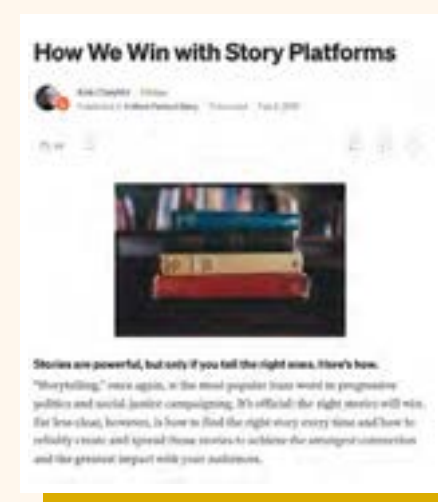 How We Win with Story Platforms
Stories are powerful, but only if you tell the right ones. Here's how.
"Storytelling," once again, is the most popular buzz word in progressive
politics and social justice campaigning. It's official: the right stories will win.
Far less clear, however, is how to find the right story every time and how to
reliably create and spread those stories to achieve the strongest connection
and the greatest impact with your audiences.